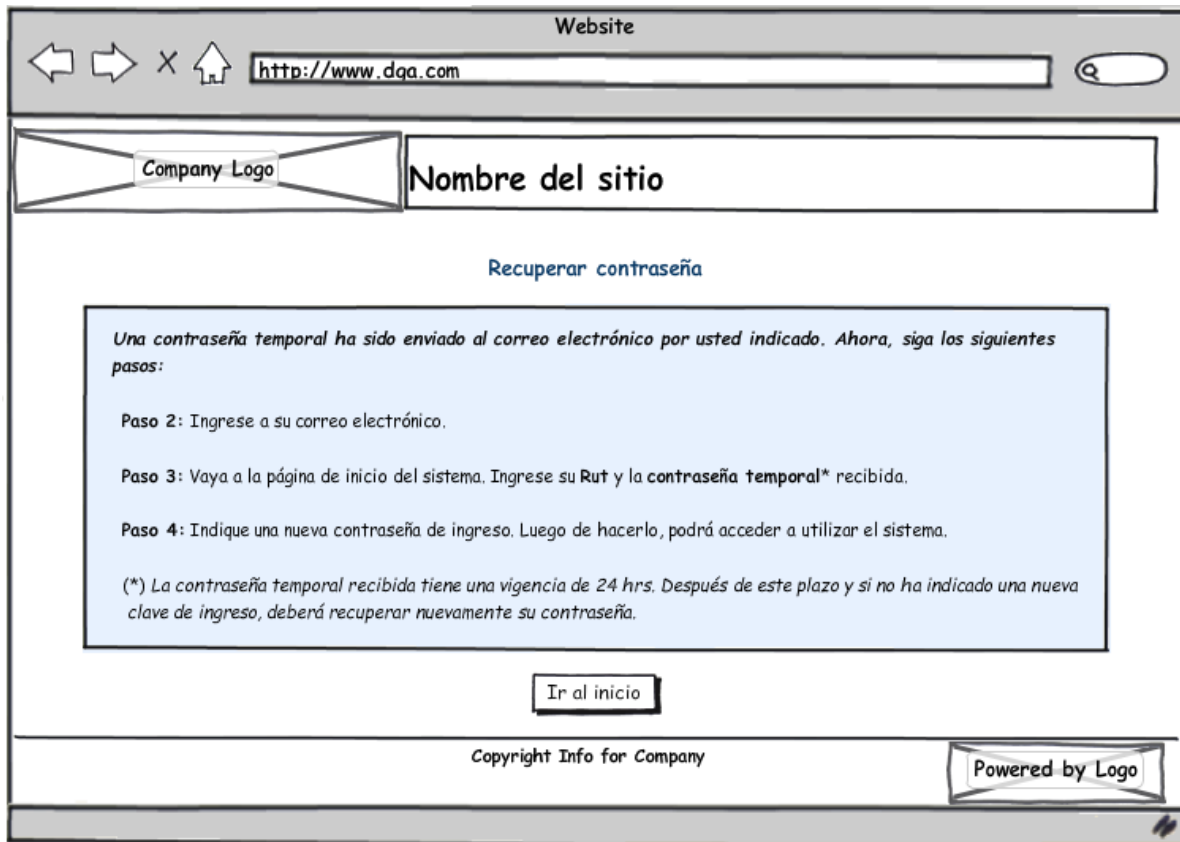 Website
http://www.dga.com
Company Logo
Nombre del sitio
Recuperar contraseña
Una contraseña temporal ha sido enviado al correo electrónico por usted indicado. Ahora, siga los siguientes
pasos:
Paso 2: Ingrese a su correo electrónico.
Paso 3: Vaya a la página de inicio del sistema. Ingrese su Rut y la contraseña temporal* recibida.
Paso 4: Indique una nueva contraseña de ingreso. Luego de hacerlo, podrá acceder a utilizar el sistema.
(*) La contraseña temporal recibida tiene una vigencia de 24 hrs. Después de este plazo y si no ha indicado una nueva
clave de ingreso, deberá recuperar nuevamente su contraseña.
Ir al inicio
Copyright Info for Company
Powered by Logo